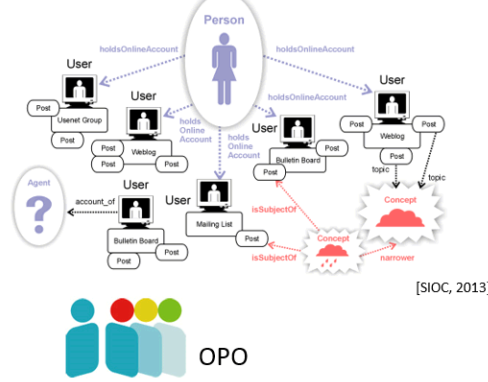 Person
holdsOnlineAccount
holdsOnlineAccount
User
User
Post
Usenet Group
Post
User
holds
Online
Account
holds
Online
Account
holdsOnlineAccount
User
Post
Weblog
Post
Post
Post
Bulletin Board
Post
Post
Post
Weblog
Post
topic
topic
Agent
?
account_of
User
Post
Bulletin Board
Post
Post
User
Mailing List
Post
isSubjectOf
isSubjectOf
Concept
narrower
Concept
[SIOC, 2013]
OPO